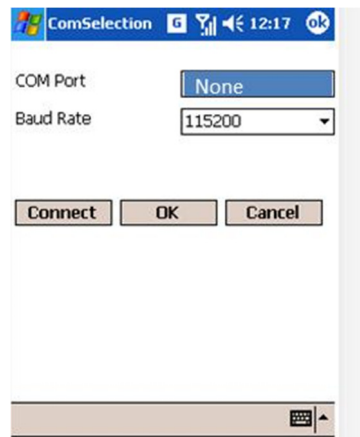 ComSelection G 12:17 ok
COM Port None
Baud Rate 115200
Connect OK Cancel